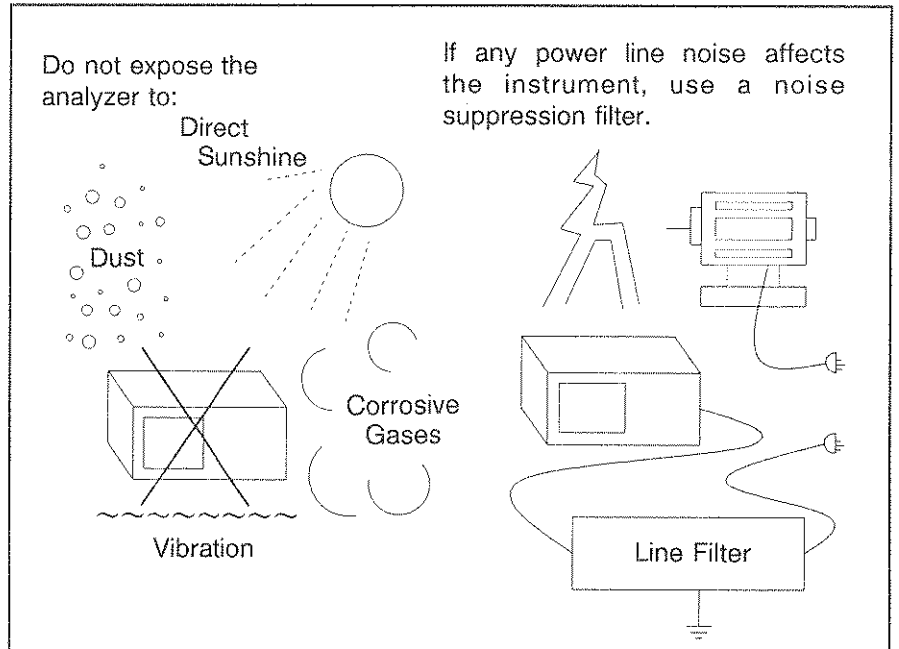 Do not expose the
analyzer to:
Direct
Sunshine
Dust
Corrosive
Gases
Vibration
If any power line noise affects
the instrument, use a noise
suppression filter.
Line Filter